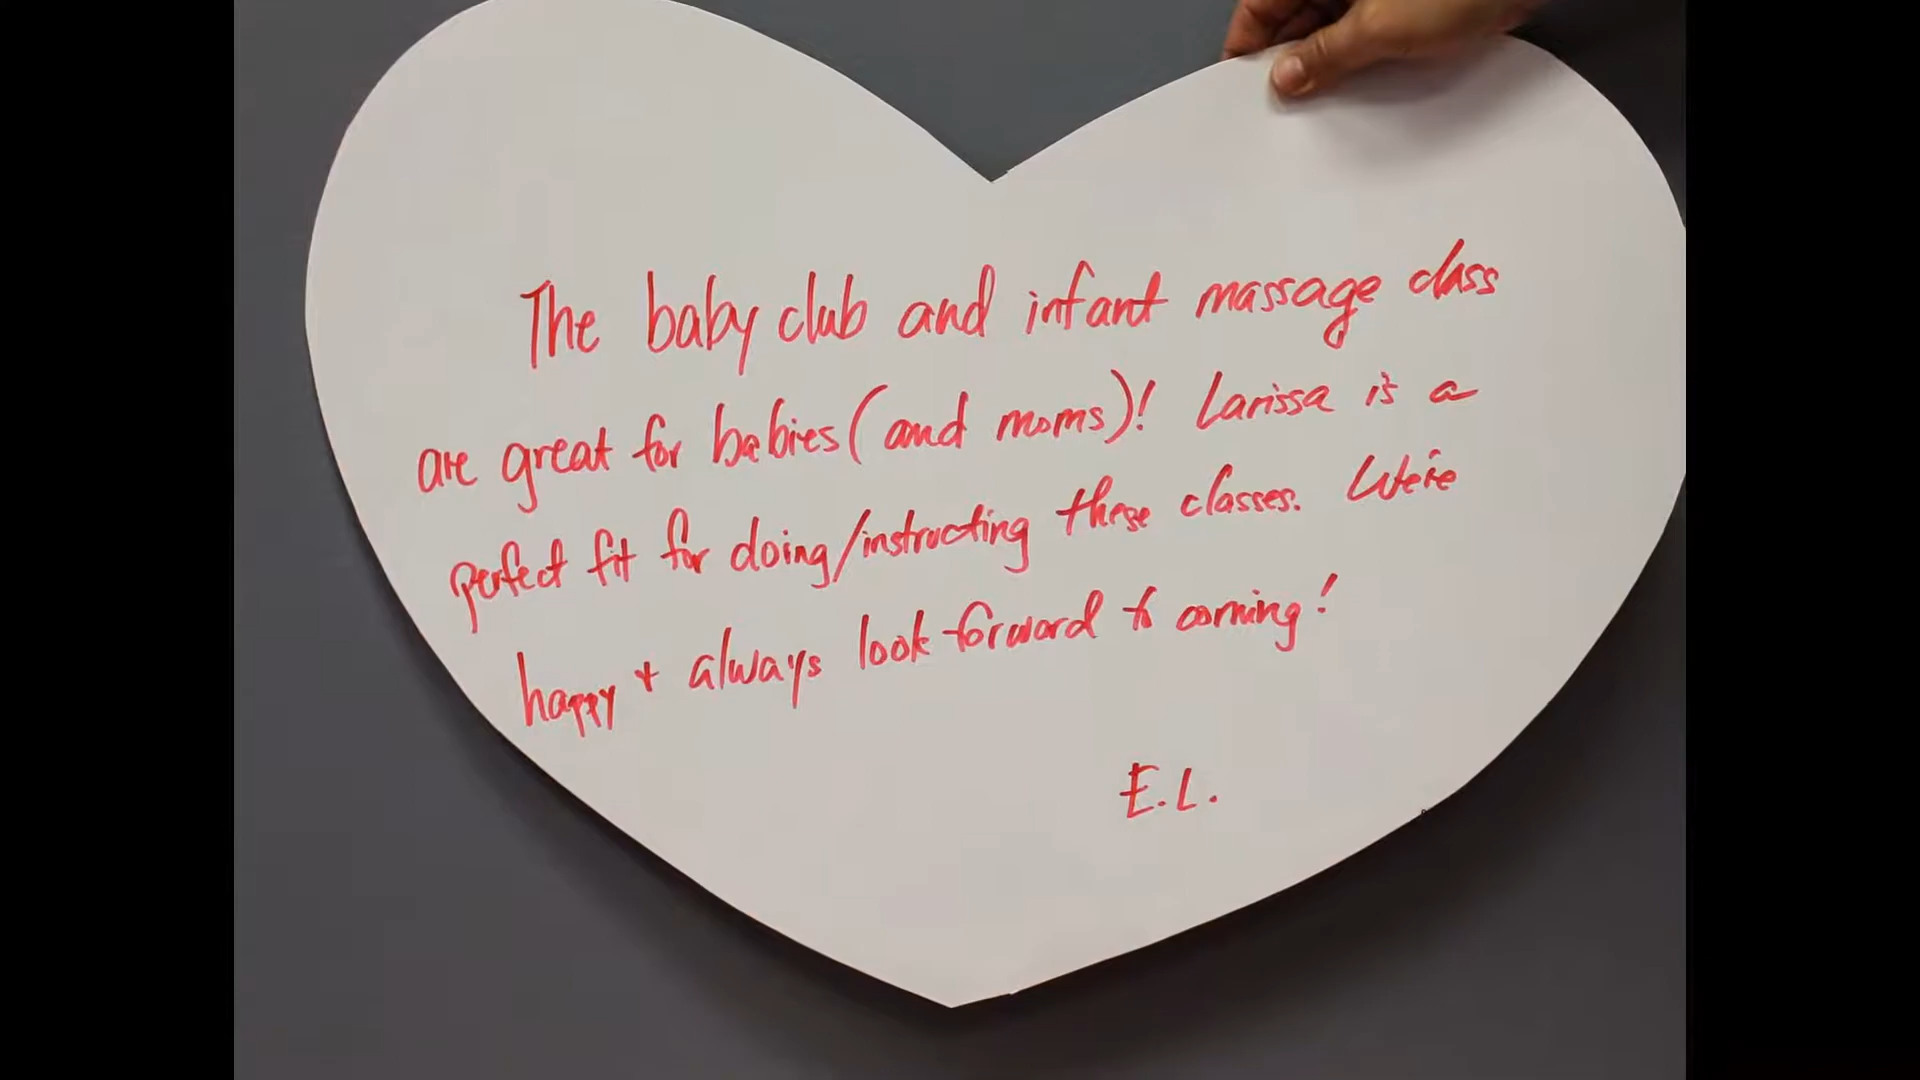 The baby club and infant massage class
are great for babies (and moms)! Larissa is a
perfect fit for doing/instructing these classes. We're
happy + always look forward to coming!
E.L.